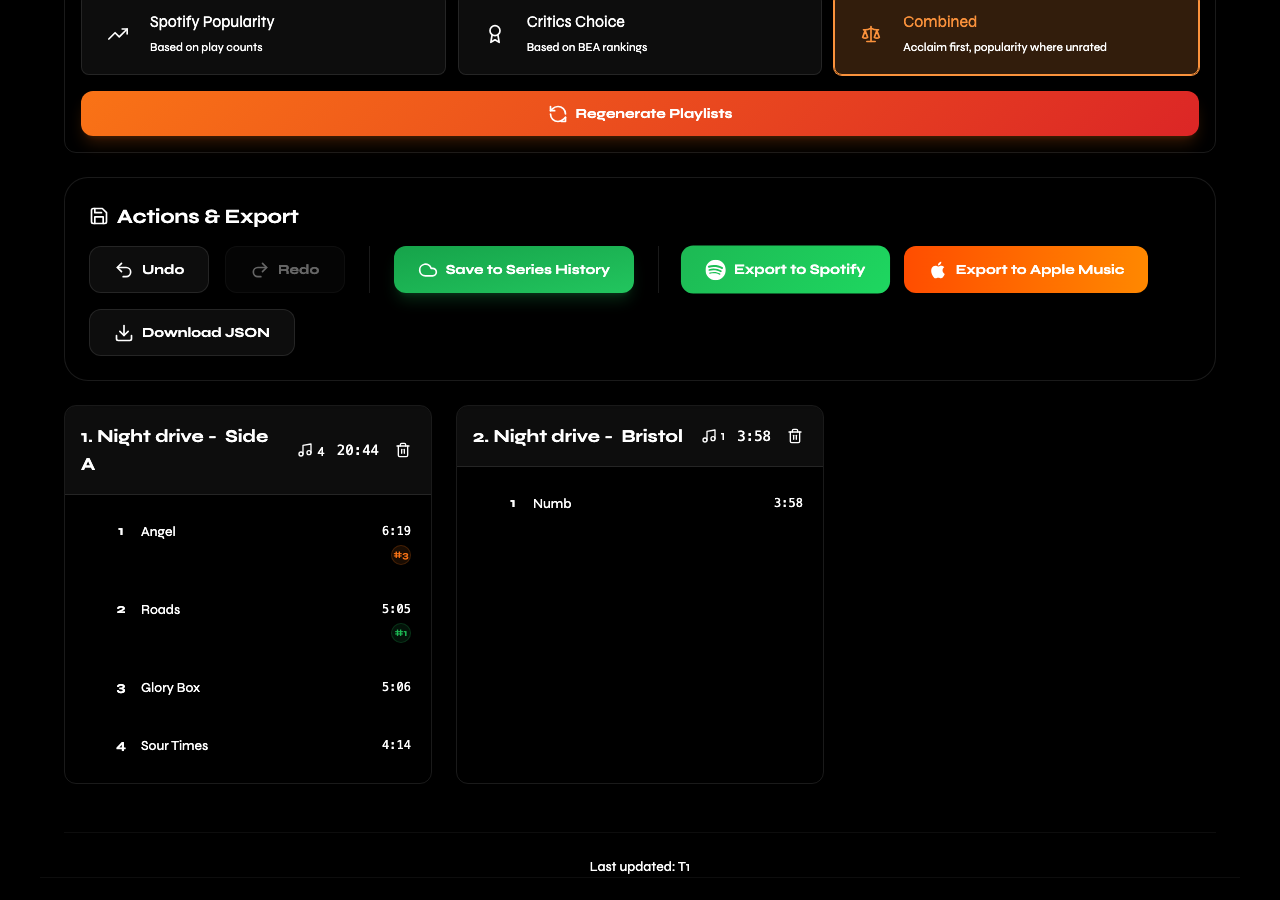 Spotify Popularity
Based on play counts
Critics Choice
Based on BEA rankings
Combined
Acclaim first, popularity where unrated
Regenerate Playlists
Actions & Export
Undo
Redo
Save to Series History
Export to Spotify
Export to Apple Music
Download JSON
1. Night drive - Side
A
4 20:44
1 Angel 6:19
#3
2 Roads 5:05
#1
3 Glory Box 5:06
4 Sour Times 4:14
2. Night drive - Bristol 1 3:58
1 Numb 3:58
Last updated: T1